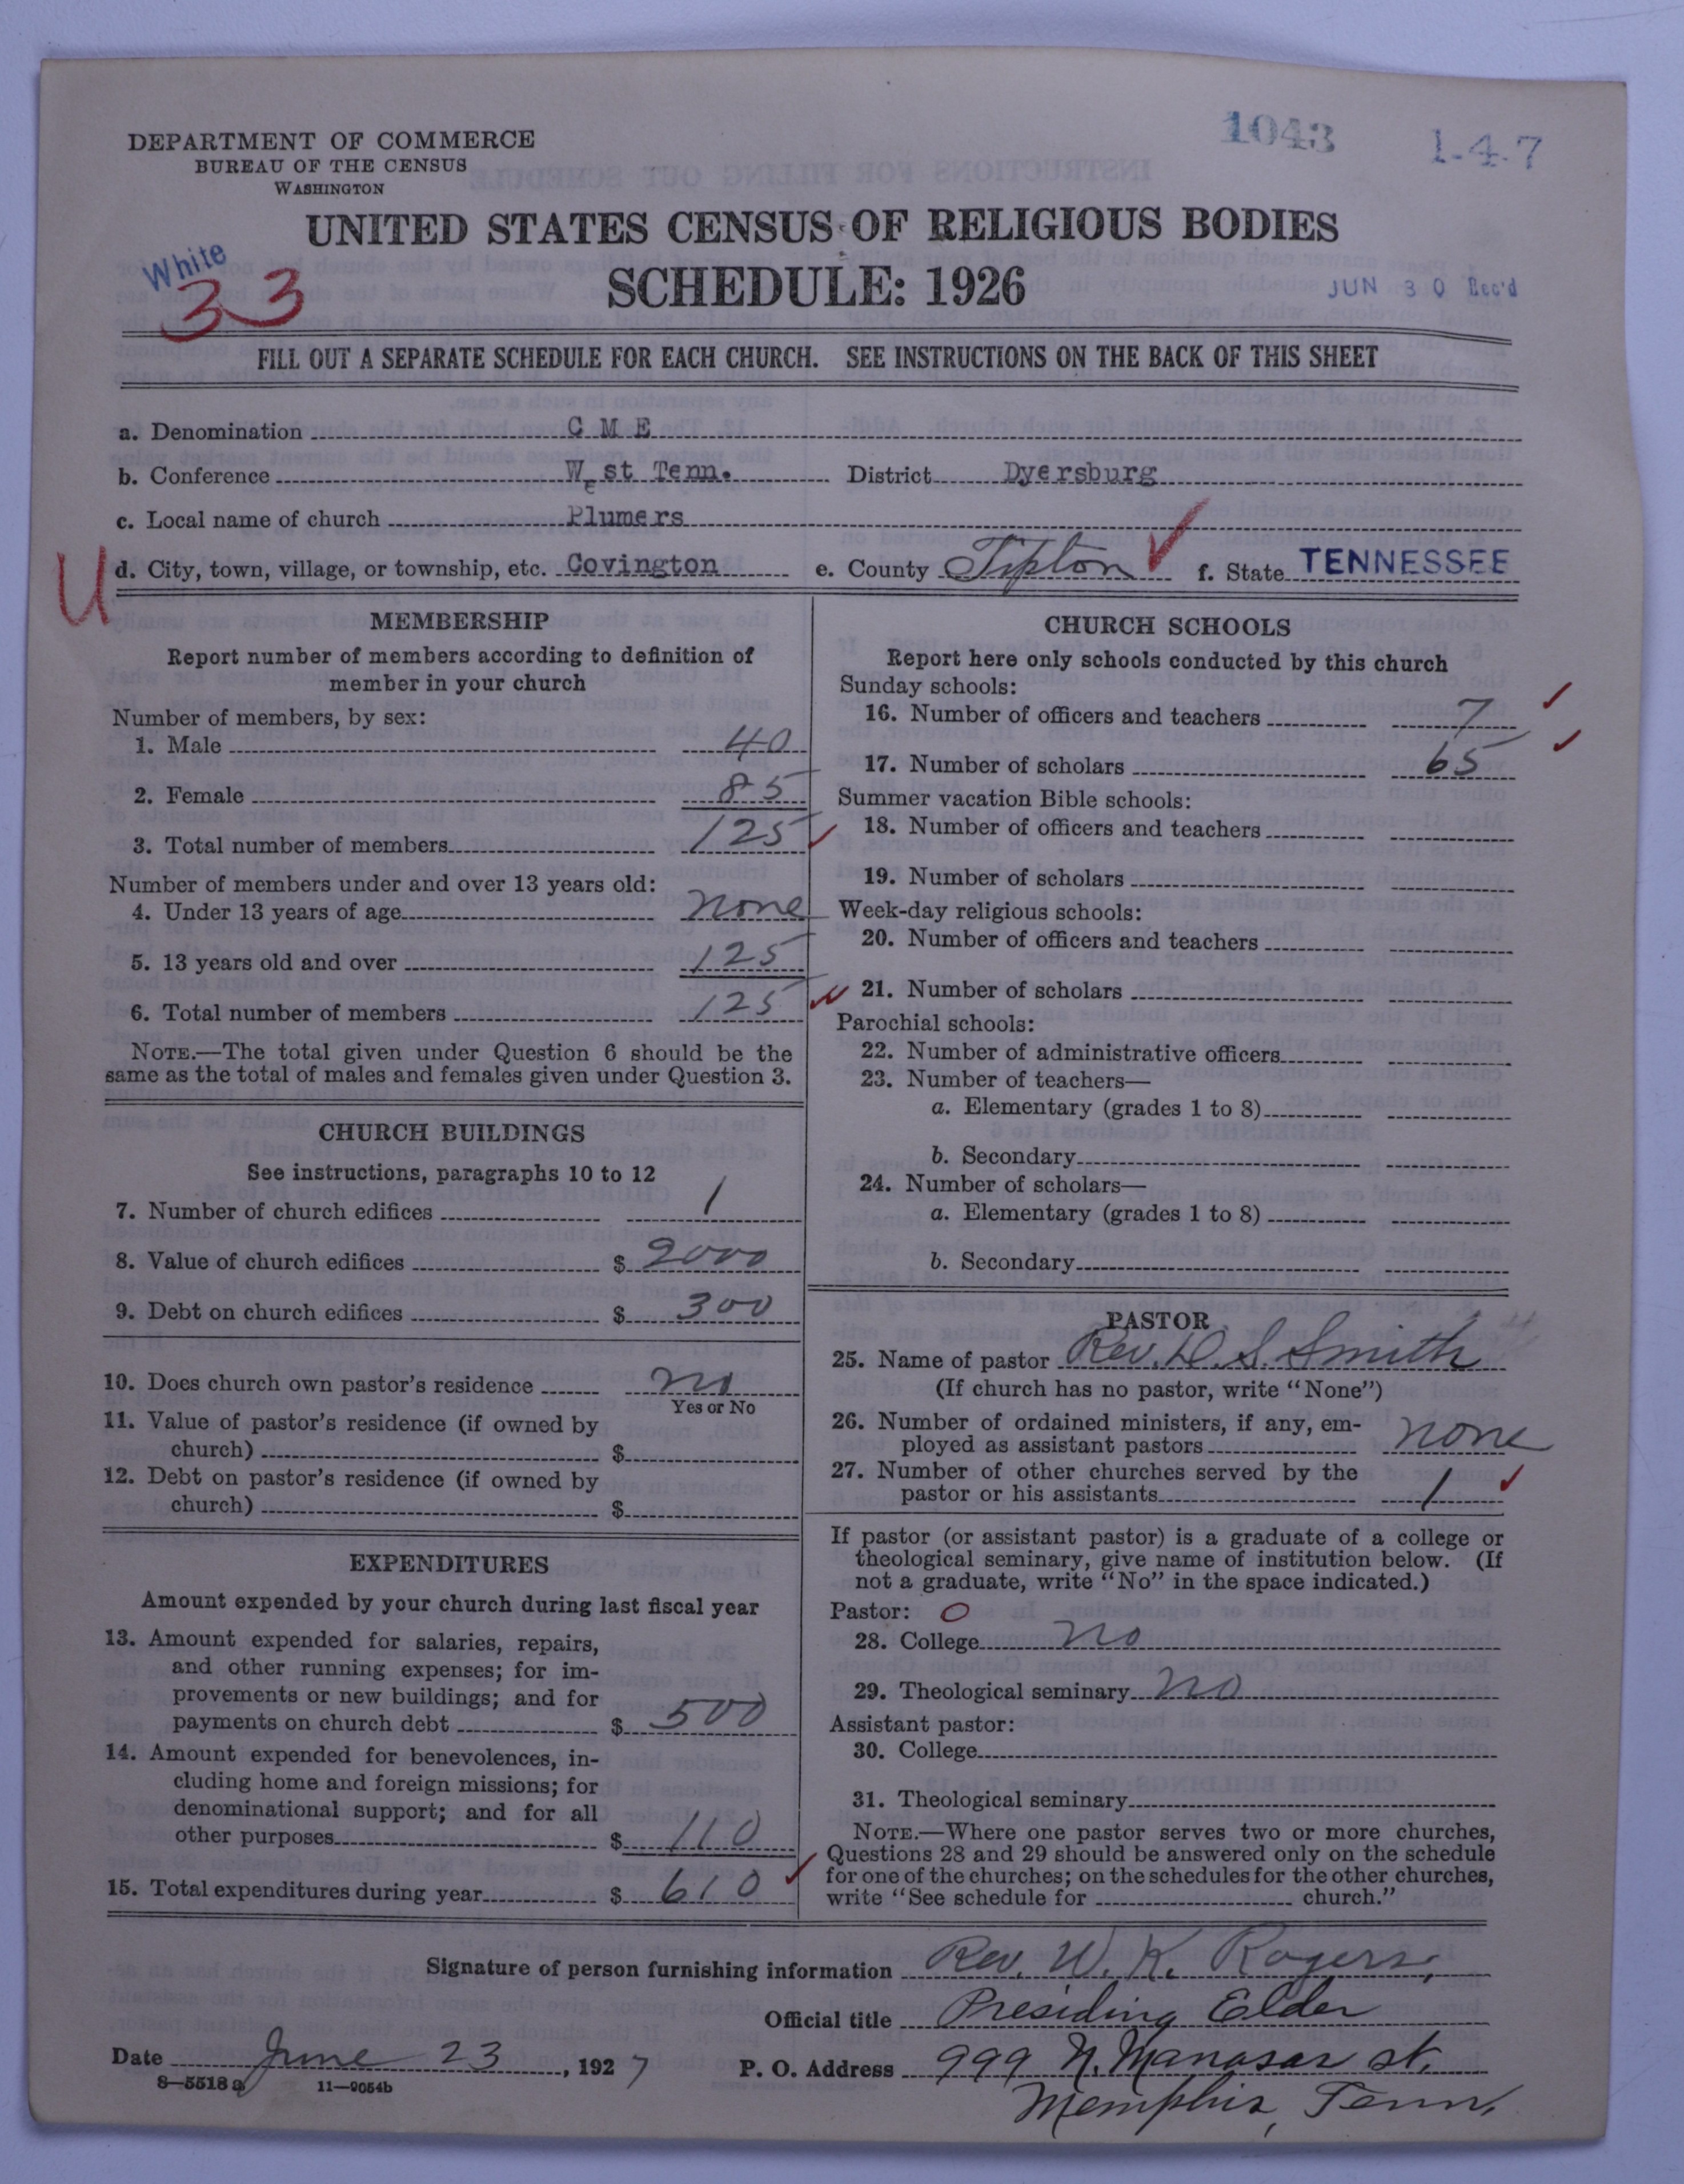 1043 1-4-7
DEPARTMENT OF COMMERCE
BUREAU OF THE CENSUS
WASHINGTON
UNITED STATES CENSUS OF RELIGIOUS BODIES
White
33
SCHEDULE: 1926
JUN 30 Rec'd
FILL OUT A SEPARATE SCHEDULE FOR EACH CHURCH. SEE INSTRUCTIONS ON THE BACK OF THIS SHEET
a. Denomination C M E
b. Conference West Tenn. District Dyersburg
c. Local name of church Plumers
U d. City, town, village, or township, etc. Covington e. County Tipton f. State TENNESSEE
MEMBERSHIP
Report number of members according to definition of
member in your church
Number of members, by sex:
1. Male 40
2. Female 85
3. Total number of members 125
Number of members under and over 13 years old:
4. Under 13 years of age none
5. 13 years old and over 125
6. Total number of members 125
NOTE.—The total given under Question 6 should be the
same as the total of males and females given under Question 3.
CHURCH BUILDINGS
See instructions, paragraphs 10 to 12
7. Number of church edifices 1
8. Value of church edifices $ 2000
9. Debt on church edifices $ 300
10. Does church own pastor's residence no
Yes or No
11. Value of pastor's residence (if owned by
church) $
12. Debt on pastor's residence (if owned by
church) $
EXPENDITURES
Amount expended by your church during last fiscal year
13. Amount expended for salaries, repairs,
and other running expenses; for im-
provements or new buildings; and for
payments on church debt $ 500
14. Amount expended for benevolences, in-
cluding home and foreign missions; for
denominational support; and for all
other purposes $ 110
15. Total expenditures during year $ 610
CHURCH SCHOOLS
Report here only schools conducted by this church
Sunday schools:
16. Number of officers and teachers 7
17. Number of scholars 65
Summer vacation Bible schools:
18. Number of officers and teachers
19. Number of scholars
Week-day religious schools:
20. Number of officers and teachers
21. Number of scholars
Parochial schools:
22. Number of administrative officers
23. Number of teachers—
a. Elementary (grades 1 to 8)
b. Secondary
24. Number of scholars—
a. Elementary (grades 1 to 8)
b. Secondary
PASTOR
25. Name of pastor Rev. D. S. Smith
(If church has no pastor, write "None")
26. Number of ordained ministers, if any, em-
ployed as assistant pastors none
27. Number of other churches served by the
pastor or his assistants 1
If pastor (or assistant pastor) is a graduate of a college or
theological seminary, give name of institution below. (If
not a graduate, write "No" in the space indicated.)
Pastor: O
28. College no
29. Theological seminary no
Assistant pastor:
30. College
31. Theological seminary
NOTE.—Where one pastor serves two or more churches,
Questions 28 and 29 should be answered only on the schedule
for one of the churches; on the schedules for the other churches,
write "See schedule for church."
Signature of person furnishing information Rev. W. K. Rogers,
Official title Presiding Elder
Date June 23, 1927 P. O. Address 999 N. Manasar st.
8—5518a 11—9054b
Memphis, Tenn.